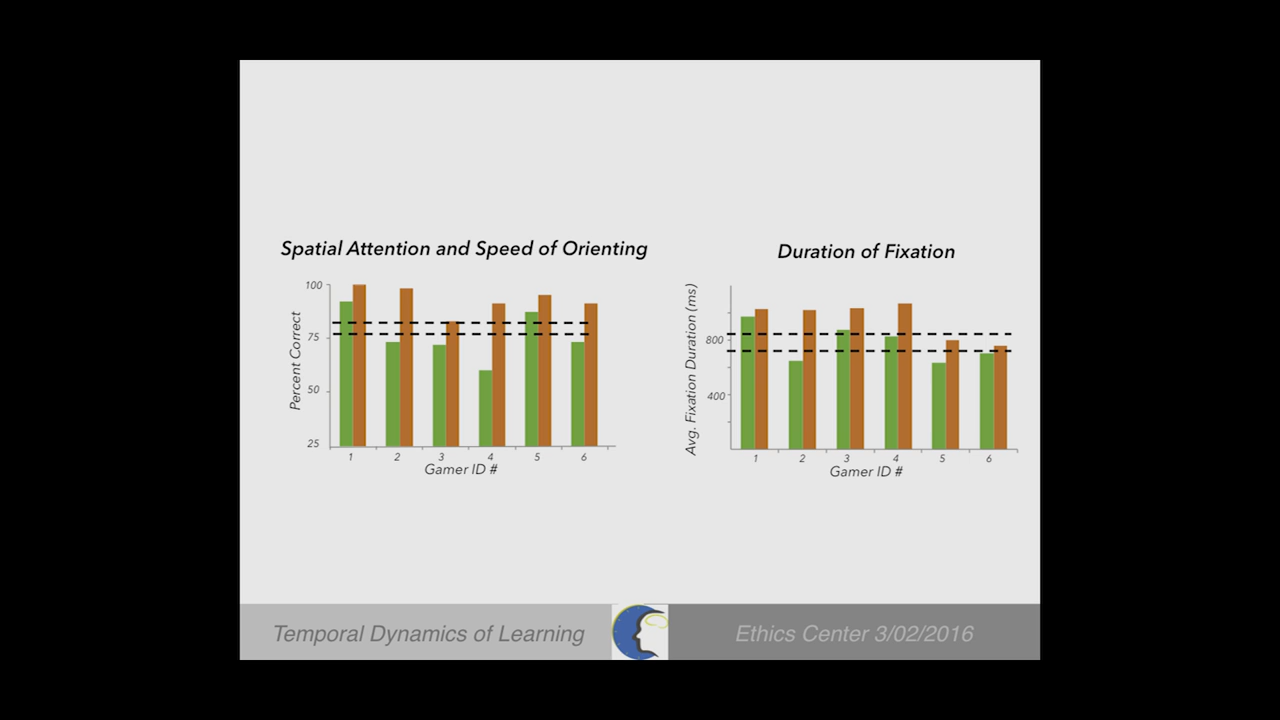 Spatial Attention and Speed of Orienting
100
75
50
25
Percent Correct
1 2 3 4 5 6
Gamer ID #
Duration of Fixation
800
400
Avg. Fixation Duration (ms)
1 2 3 4 5 6
Gamer ID #
Temporal Dynamics of Learning
Ethics Center 3/02/2016